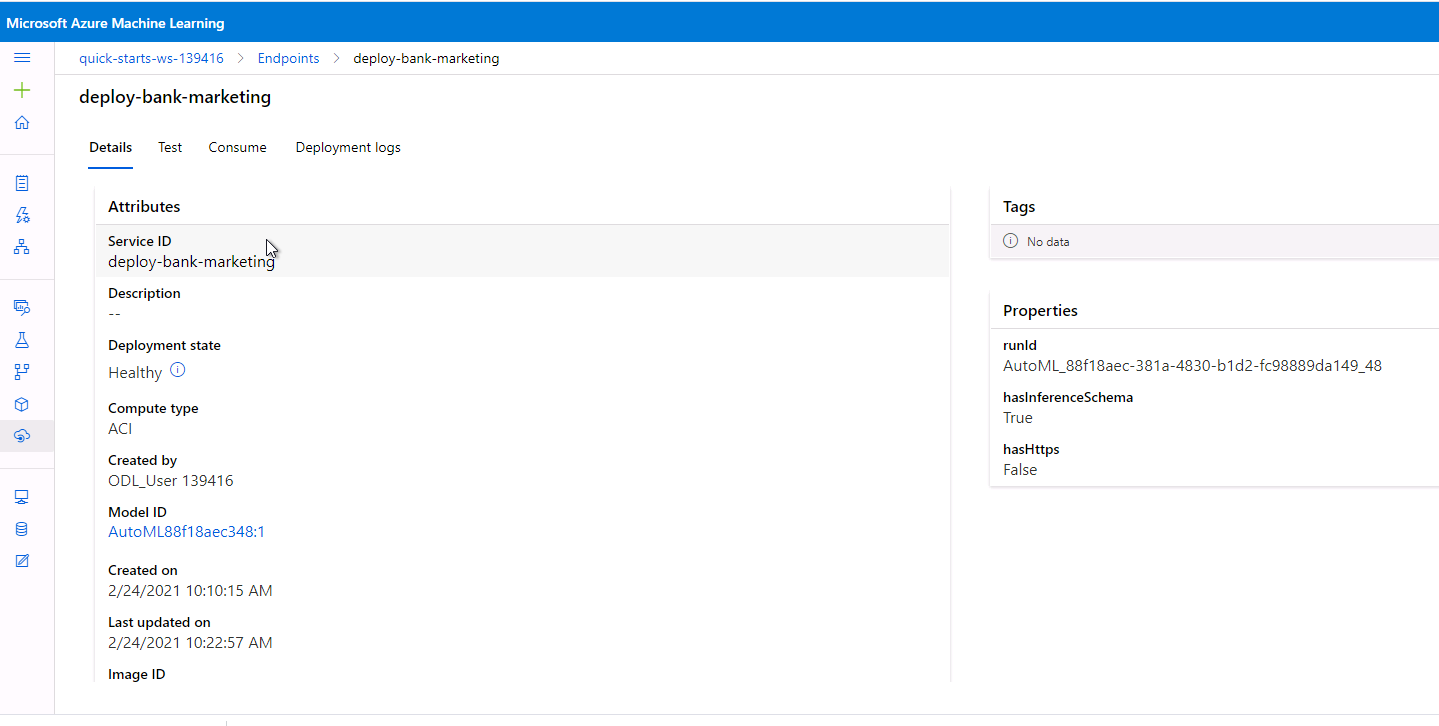 Microsoft Azure Machine Learning
quick-starts-ws-139416 > Endpoints > deploy-bank-marketing
deploy-bank-marketing
Details Test Consume Deployment logs
Attributes
Service ID
deploy-bank-marketing
Description
--
Deployment state
Healthy
Compute type
ACI
Created by
ODL_User 139416
Model ID
AutoML88f18aec348:1
Created on
2/24/2021 10:10:15 AM
Last updated on
2/24/2021 10:22:57 AM
Image ID
Tags
No data
Properties
runId
AutoML_88f18aec-381a-4830-b1d2-fc98889da149_48
hasInferenceSchema
True
hasHttps
False